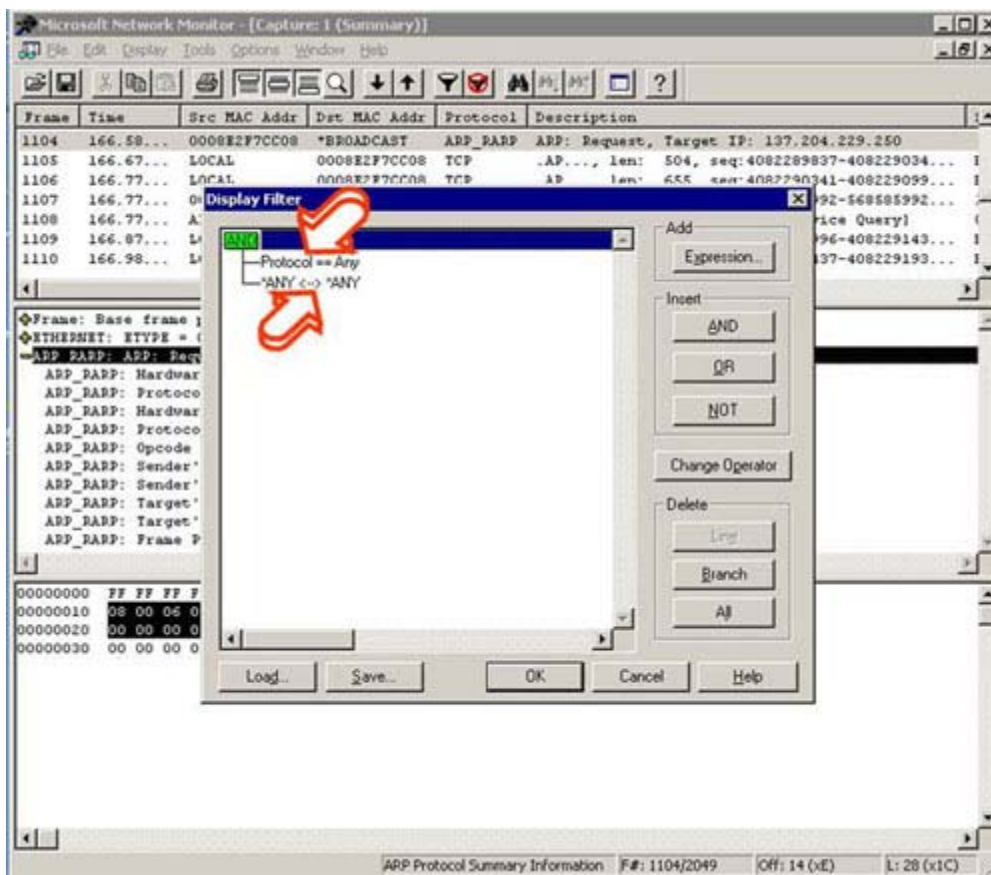 Microsoft Network Monitor - [Capture: 1 (Summary)]
File Edit Display Tools Options Window Help
Frame Time Src MAC Addr Dst MAC Addr Protocol Description
1104 166.58... 0008E2F7CC08 *BROADCAST ARP_RARP ARP: Request, Target IP: 137.204.229.250
1105 166.67... LOCAL 0008E2F7CC08 TCP .AP..., len: 504, seq:4082289837-408229034...
1106 166.77... LOCAL 0008E2F7CC08 TCP .AP..., len: 655, seq:4082290341-408229099...
1107 166.77... 992-568585992...
1108 166.77... vice Query]
1109 166.87... 96-408229143...
1110 166.98... 437-408229193...
Display Filter
AND
Protocol == Any
*ANY <--> *ANY
Add
Expression...
Insert
AND
OR
NOT
Change Operator
Delete
Line
Branch
All
Load...
Save...
OK
Cancel
Help
Frame: Base frame
ETHERNET: ETYPE =
ARP_RARP: ARP: Req
ARP_RARP: Hardwar
ARP_RARP: Protoco
ARP_RARP: Hardwar
ARP_RARP: Protoco
ARP_RARP: Opcode
ARP_RARP: Sender'
ARP_RARP: Sender'
ARP_RARP: Target'
ARP_RARP: Target'
ARP_RARP: Frame P
00000000 FF FF FF F
00000010 08 00 06 0
00000020 00 00 00 0
00000030 00 00 00 0
ARP Protocol Summary Information F#: 1104/2049 Off: 14 (xE) L: 28 (x1C)